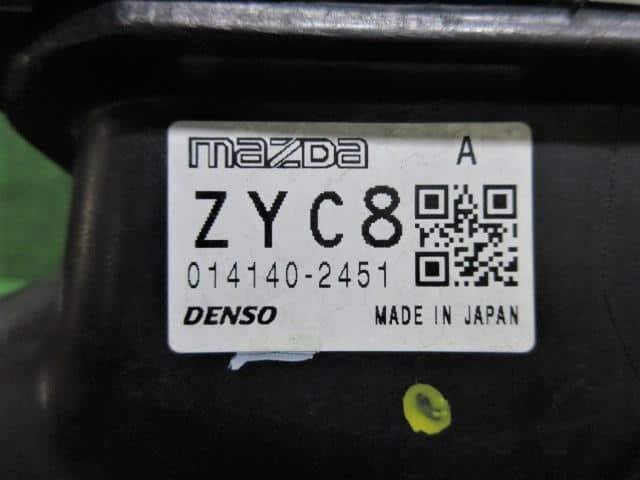 mazda A
ZYC8
014140-2451
DENSO MADE IN JAPAN